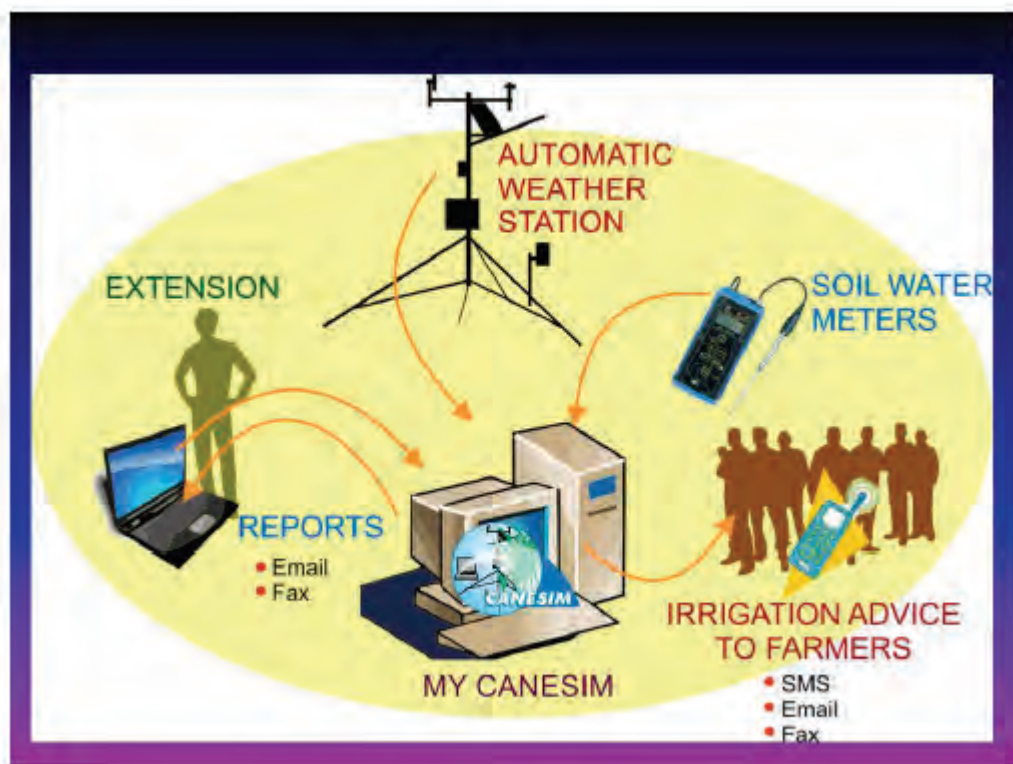 AUTOMATIC
WEATHER
STATION
EXTENSION
SOIL WATER
METERS
REPORTS
• Email
• Fax
CANESIM
MY CANESIM
IRRIGATION ADVICE
TO FARMERS
• SMS
• Email
• Fax